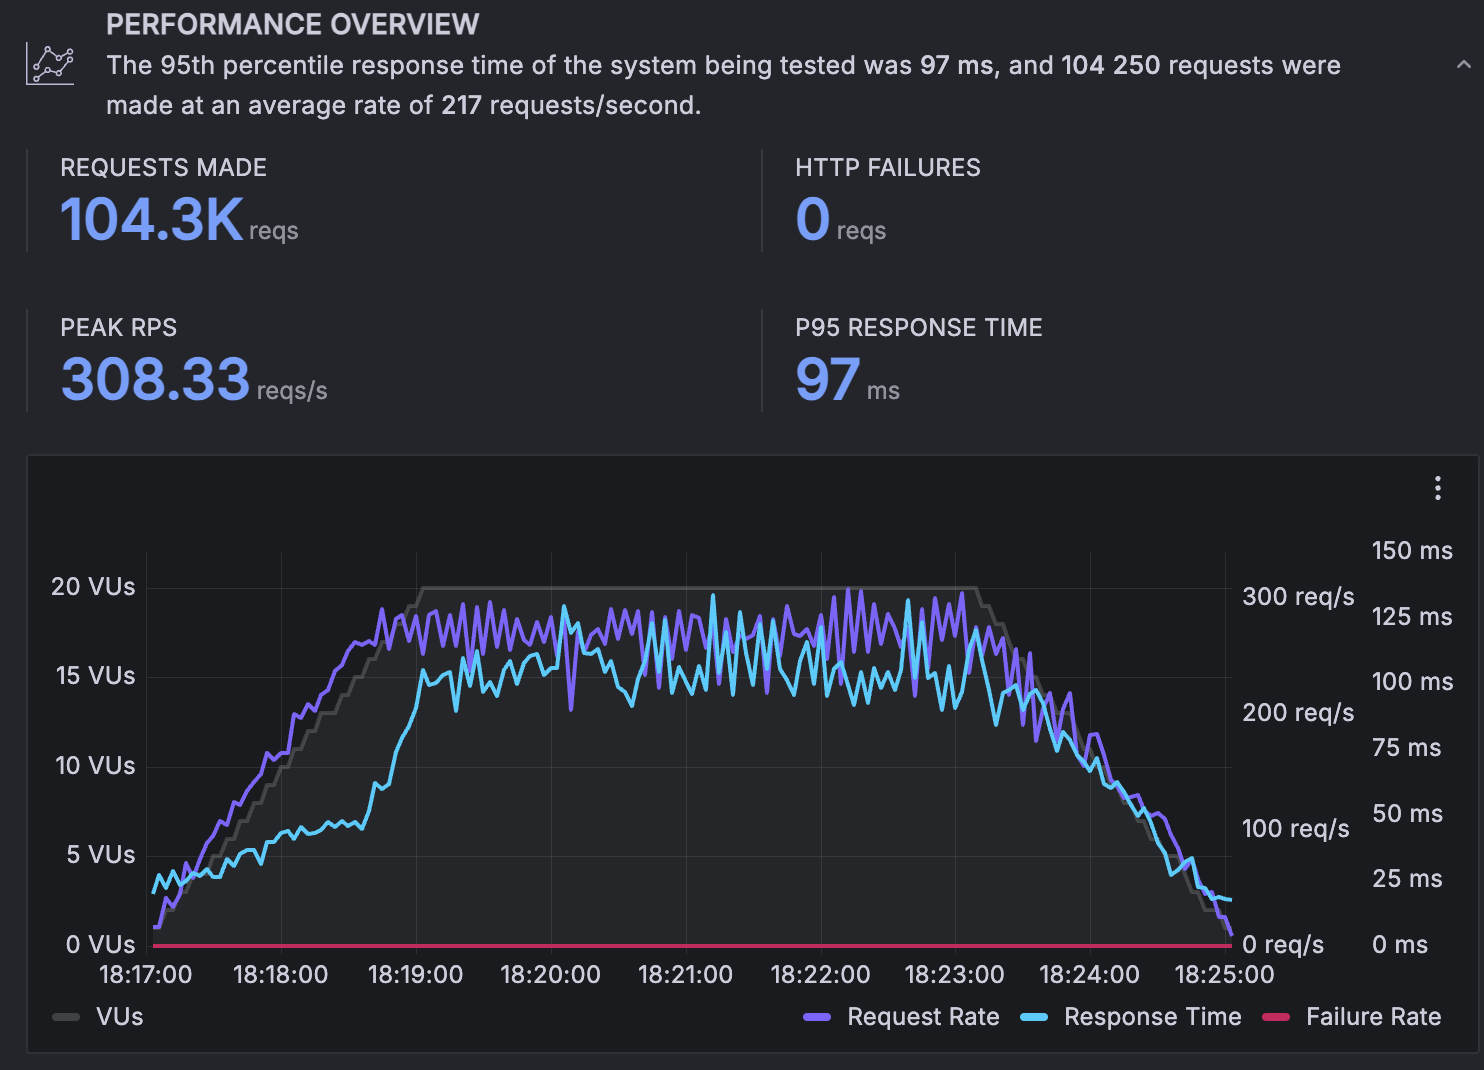 PERFORMANCE OVERVIEW
The 95th percentile response time of the system being tested was 97 ms, and 104 250 requests were
made at an average rate of 217 requests/second.
REQUESTS MADE
104.3K reqs
HTTP FAILURES
0 reqs
PEAK RPS
308.33 reqs/s
P95 RESPONSE TIME
97 ms
20 VUs
15 VUs
10 VUs
5 VUs
0 VUs
300 req/s
200 req/s
100 req/s
0 req/s
150 ms
125 ms
100 ms
75 ms
50 ms
25 ms
0 ms
18:17:00 18:18:00 18:19:00 18:20:00 18:21:00 18:22:00 18:23:00 18:24:00 18:25:00
VUs Request Rate Response Time Failure Rate